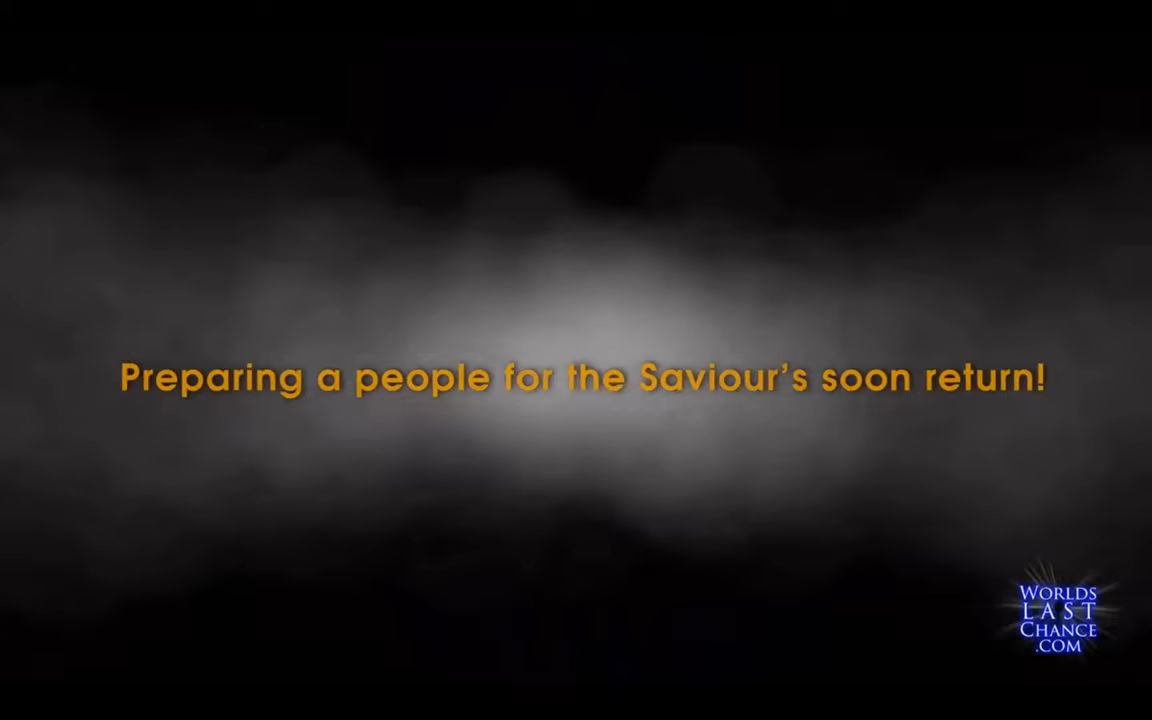 Preparing a people for the Saviour's soon return!
WORLDS
LAST
CHANCE
.COM